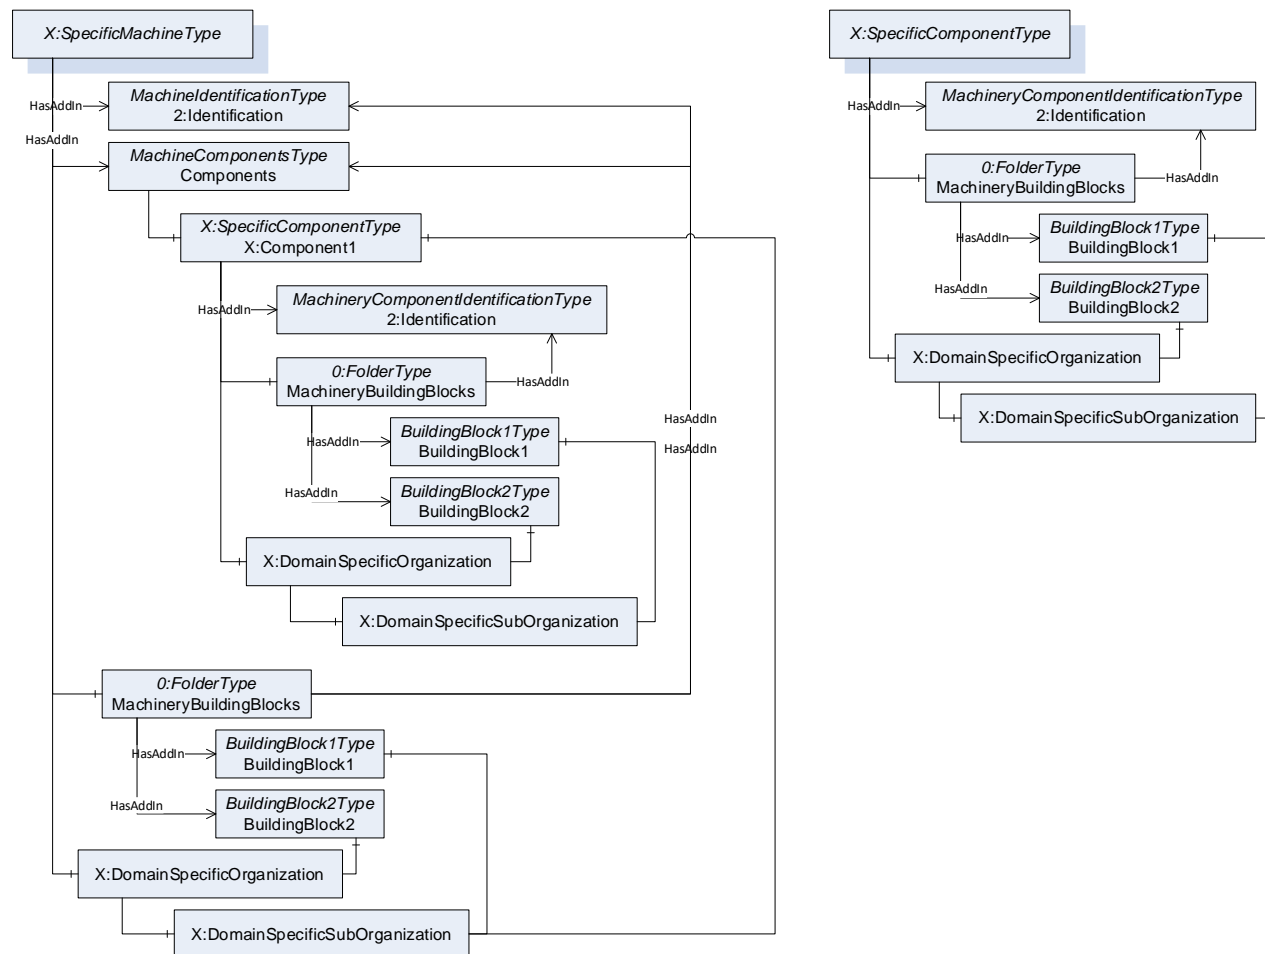 X:SpecificMachineType
HasAddIn
MachineIdentificationType
2:Identification
HasAddIn
MachineComponentsType
Components
X:SpecificComponentType
X:Component1
HasAddIn
MachineryComponentIdentificationType
2:Identification
0:FolderType
MachineryBuildingBlocks
HasAddIn
HasAddIn
BuildingBlock1Type
BuildingBlock1
HasAddIn
BuildingBlock2Type
BuildingBlock2
X:DomainSpecificOrganization
X:DomainSpecificSubOrganization
HasAddIn
HasAddIn
0:FolderType
MachineryBuildingBlocks
HasAddIn
BuildingBlock1Type
BuildingBlock1
HasAddIn
BuildingBlock2Type
BuildingBlock2
X:DomainSpecificOrganization
X:DomainSpecificSubOrganization
X:SpecificComponentType
HasAddIn
MachineryComponentIdentificationType
2:Identification
0:FolderType
MachineryBuildingBlocks
HasAddIn
HasAddIn
BuildingBlock1Type
BuildingBlock1
HasAddIn
BuildingBlock2Type
BuildingBlock2
X:DomainSpecificOrganization
X:DomainSpecificSubOrganization